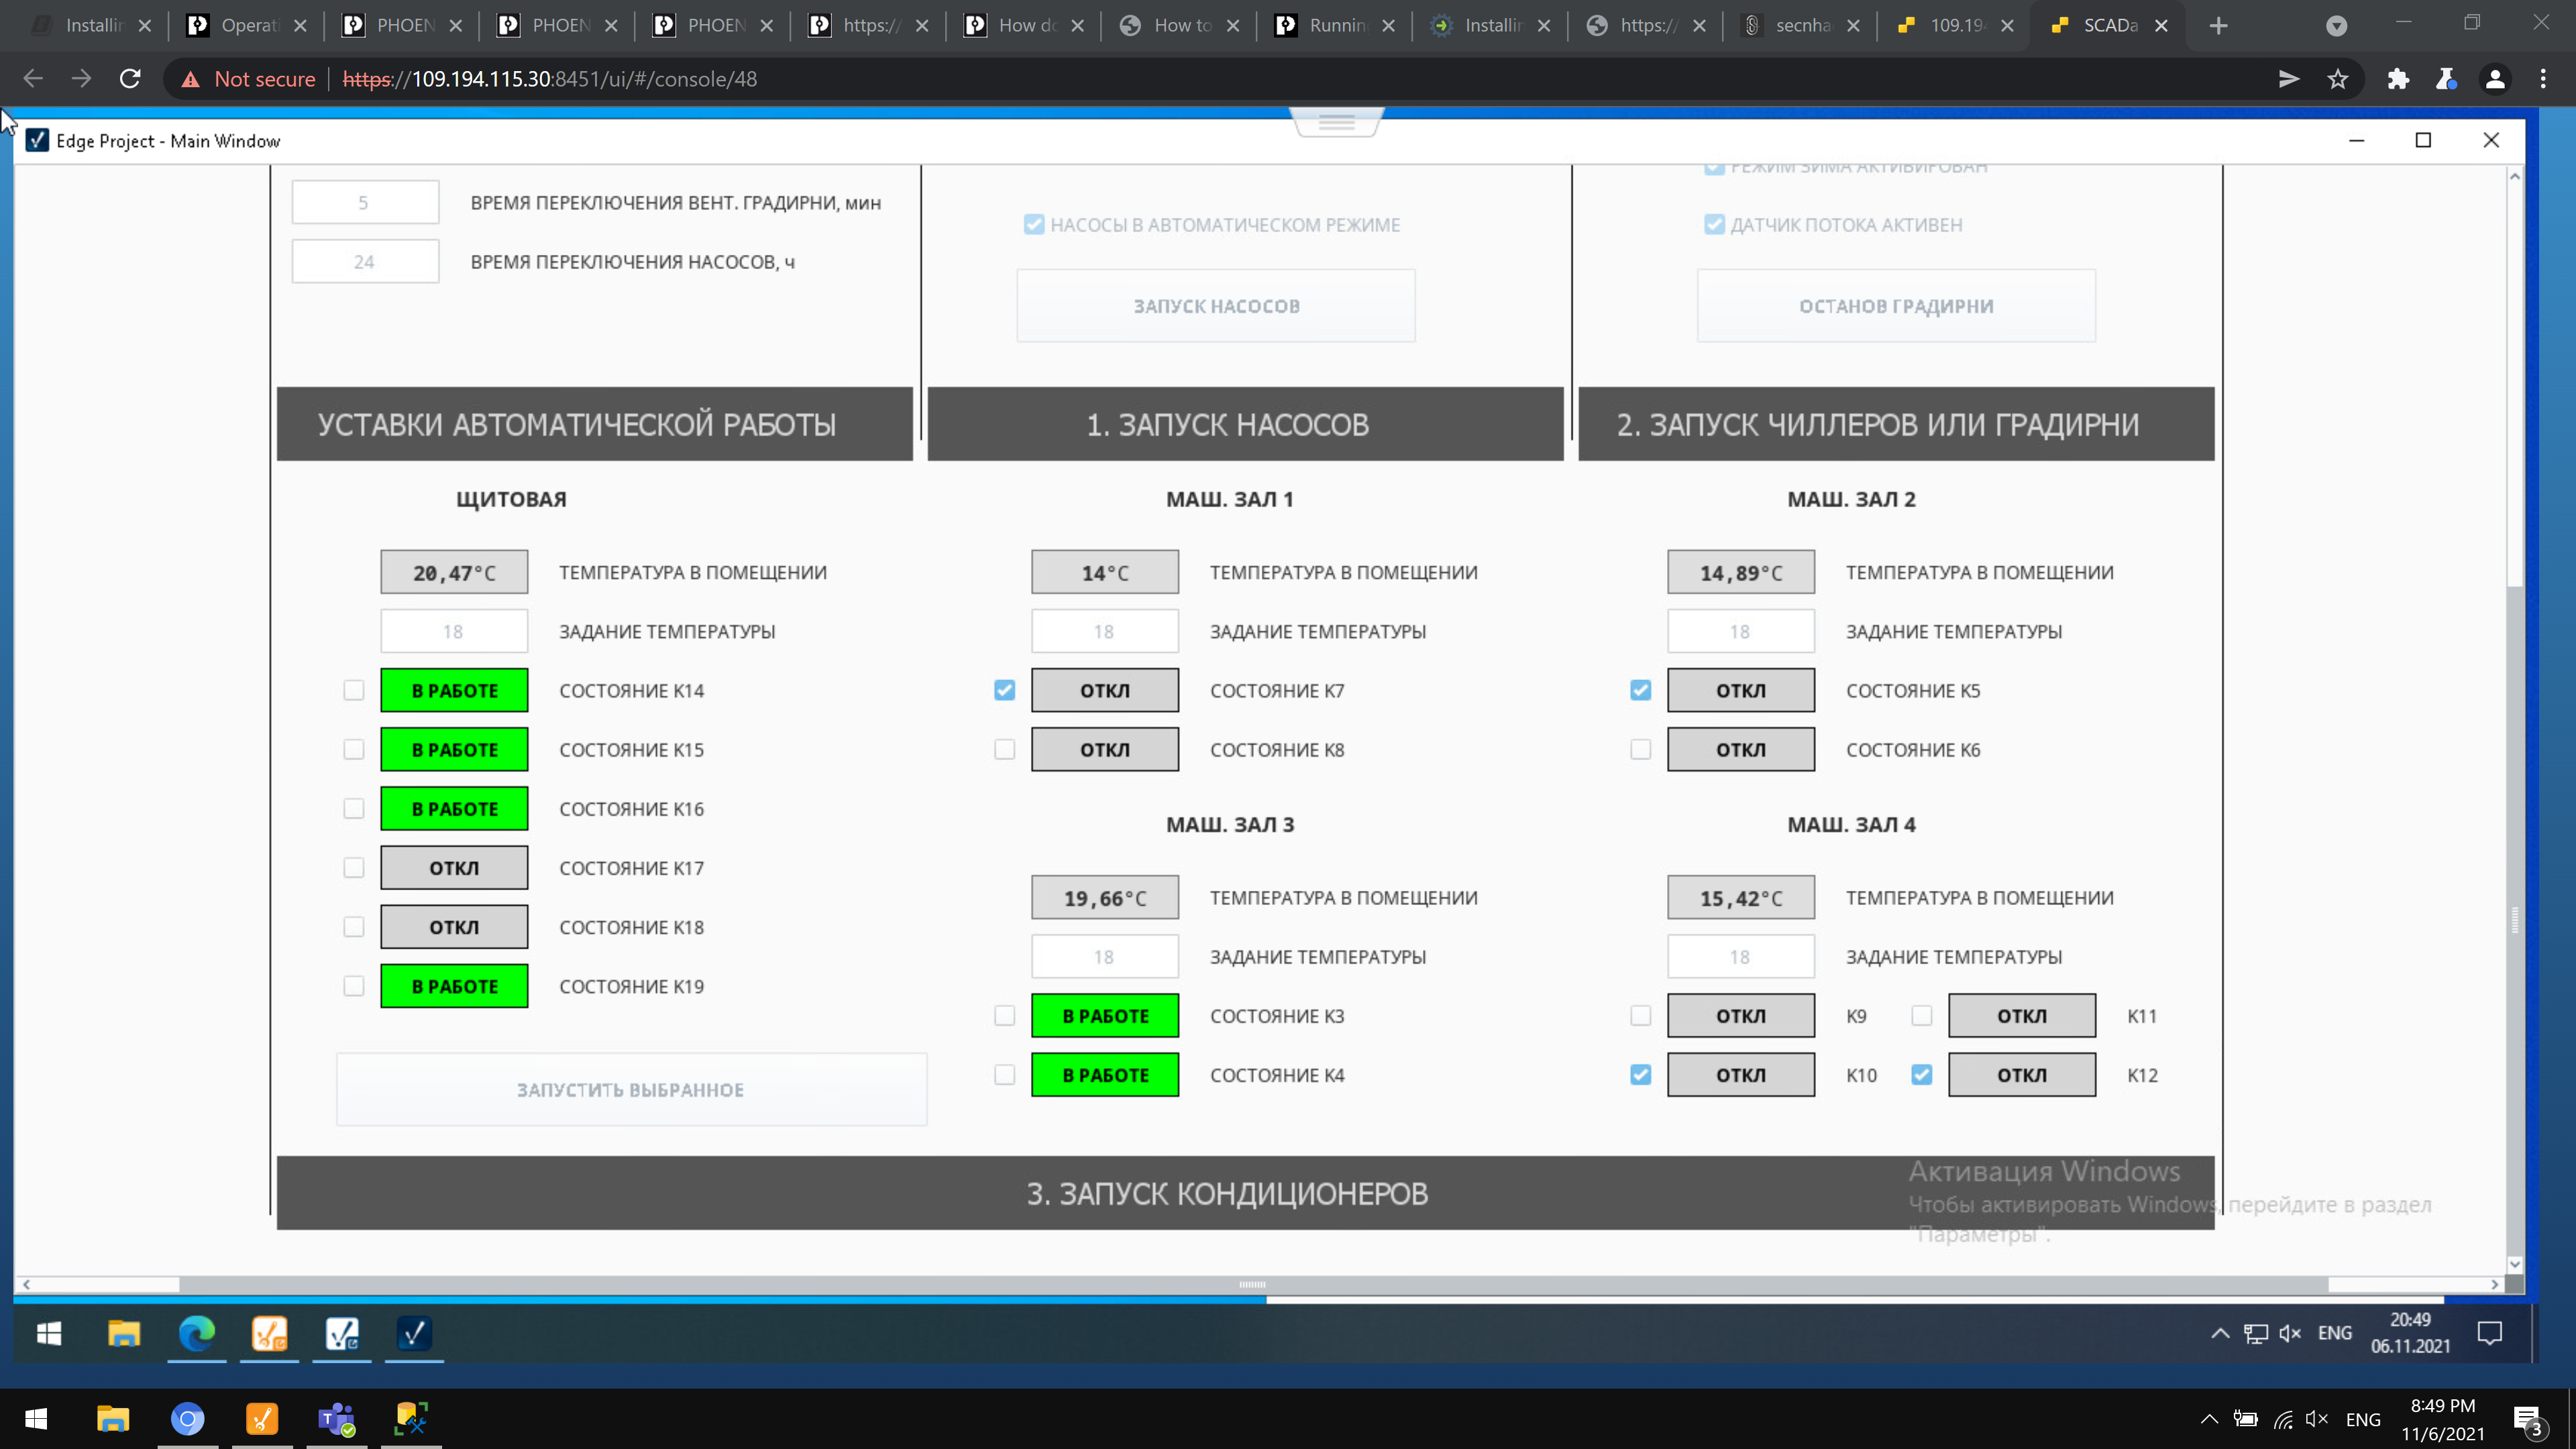 Installin
Operati
PHOEN
PHOEN
PHOEN
https://
How do
How to
Runnin
Installin
https://
secnha
109.194
SCADa
Not secure https://109.194.115.30:8451/ui/#/console/48
Edge Project - Main Window
РЕЖИМ ЗИМА АКТИВИРОВАН
5 ВРЕМЯ ПЕРЕКЛЮЧЕНИЯ ВЕНТ. ГРАДИРНИ, мин
24 ВРЕМЯ ПЕРЕКЛЮЧЕНИЯ НАСОСОВ, ч
НАСОСЫ В АВТОМАТИЧЕСКОМ РЕЖИМЕ
ЗАПУСК НАСОСОВ
ДАТЧИК ПОТОКА АКТИВЕН
ОСТАНОВ ГРАДИРНИ
УСТАВКИ АВТОМАТИЧЕСКОЙ РАБОТЫ
1. ЗАПУСК НАСОСОВ
2. ЗАПУСК ЧИЛЛЕРОВ ИЛИ ГРАДИРНИ
ЩИТОВАЯ
20,47°C ТЕМПЕРАТУРА В ПОМЕЩЕНИИ
18 ЗАДАНИЕ ТЕМПЕРАТУРЫ
В РАБОТЕ СОСТОЯНИЕ К14
В РАБОТЕ СОСТОЯНИЕ К15
В РАБОТЕ СОСТОЯНИЕ К16
ОТКЛ СОСТОЯНИЕ К17
ОТКЛ СОСТОЯНИЕ К18
В РАБОТЕ СОСТОЯНИЕ К19
ЗАПУСТИТЬ ВЫБРАННОЕ
МАШ. ЗАЛ 1
14°C ТЕМПЕРАТУРА В ПОМЕЩЕНИИ
18 ЗАДАНИЕ ТЕМПЕРАТУРЫ
ОТКЛ СОСТОЯНИЕ К7
ОТКЛ СОСТОЯНИЕ К8
МАШ. ЗАЛ 2
14,89°C ТЕМПЕРАТУРА В ПОМЕЩЕНИИ
18 ЗАДАНИЕ ТЕМПЕРАТУРЫ
ОТКЛ СОСТОЯНИЕ К5
ОТКЛ СОСТОЯНИЕ К6
МАШ. ЗАЛ 3
19,66°C ТЕМПЕРАТУРА В ПОМЕЩЕНИИ
18 ЗАДАНИЕ ТЕМПЕРАТУРЫ
В РАБОТЕ СОСТОЯНИЕ К3
В РАБОТЕ СОСТОЯНИЕ К4
МАШ. ЗАЛ 4
15,42°C ТЕМПЕРАТУРА В ПОМЕЩЕНИИ
18 ЗАДАНИЕ ТЕМПЕРАТУРЫ
ОТКЛ К9 ОТКЛ К11
ОТКЛ К10 ОТКЛ К12
3. ЗАПУСК КОНДИЦИОНЕРОВ
Активация Windows
Чтобы активировать Windows, перейдите в раздел
"Параметры".
ENG
20:49
06.11.2021
ENG
8:49 PM
11/6/2021
3